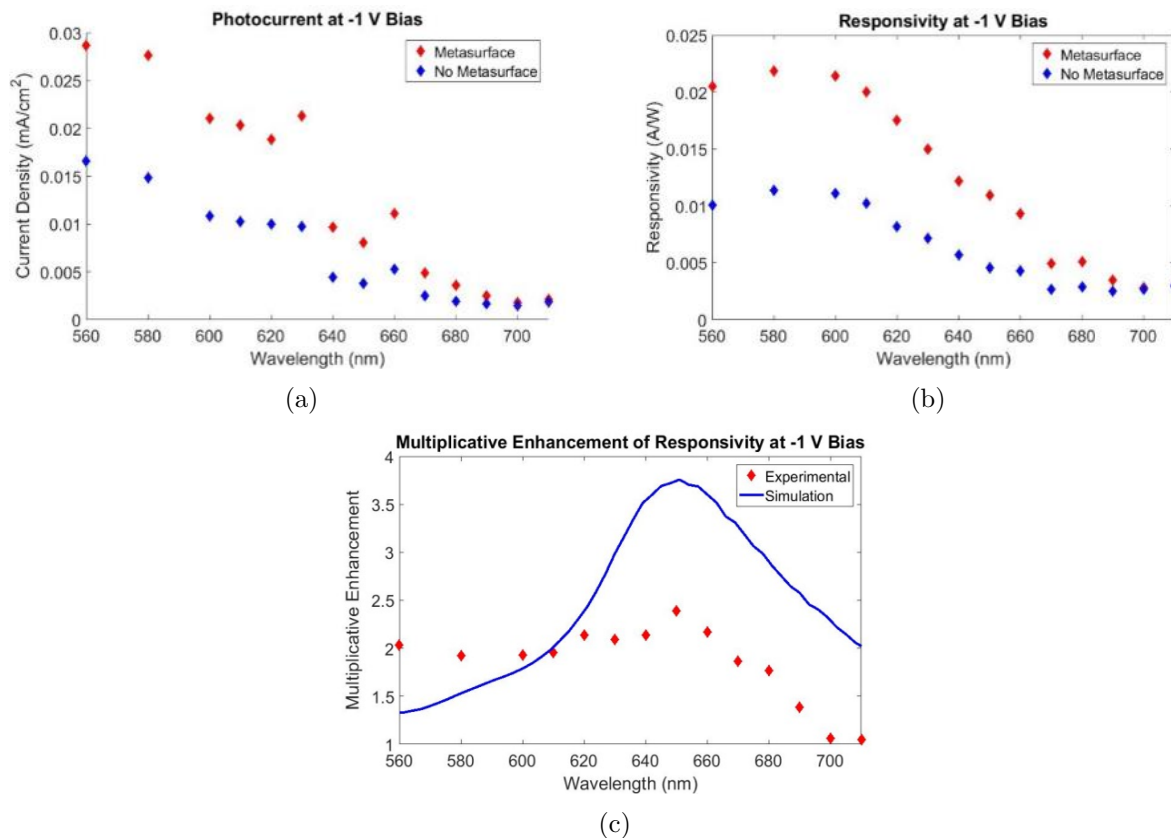 Photocurrent at -1 V Bias
0.03
0.025
0.02
0.015
0.01
0.005
0
Current Density (mA/cm²)
Metasurface
No Metasurface
560 580 600 620 640 660 680 700
Wavelength (nm)
(a)
Responsivity at -1 V Bias
0.025
0.02
0.015
0.01
0.005
0
Responsivity (A/W)
Metasurface
No Metasurface
560 580 600 620 640 660 680 700
Wavelength (nm)
(b)
Multiplicative Enhancement of Responsivity at -1 V Bias
4
3.5
3
2.5
2
1.5
1
Multiplicative Enhancement
Experimental
Simulation
560 580 600 620 640 660 680 700
Wavelength (nm)
(c)